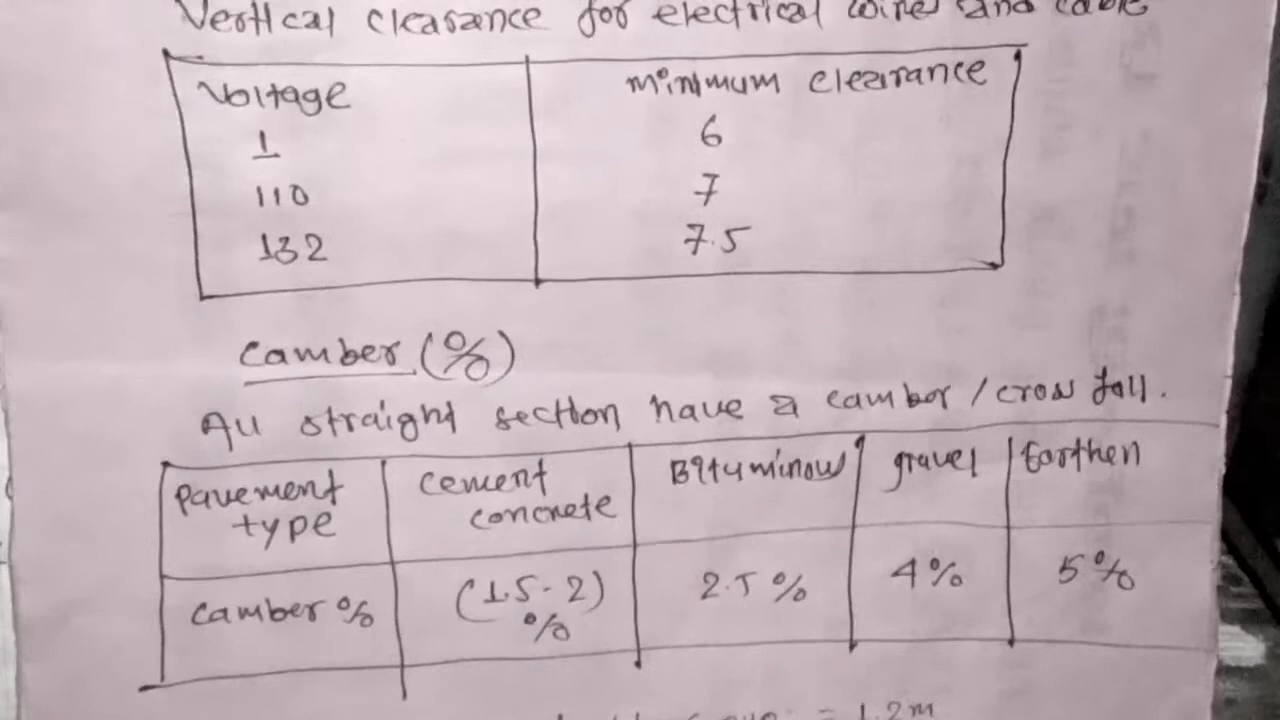 Vertical clearance for electrical wires and cable
Voltage minimum clearance
1 6
110 7
132 7.5
Camber (%)
All straight section have a camber / cross fall.
Pavement type Cement concrete Bituminous gravel Earthen
camber % (1.5-2) % 2.5 % 4% 5%
= 1.2m